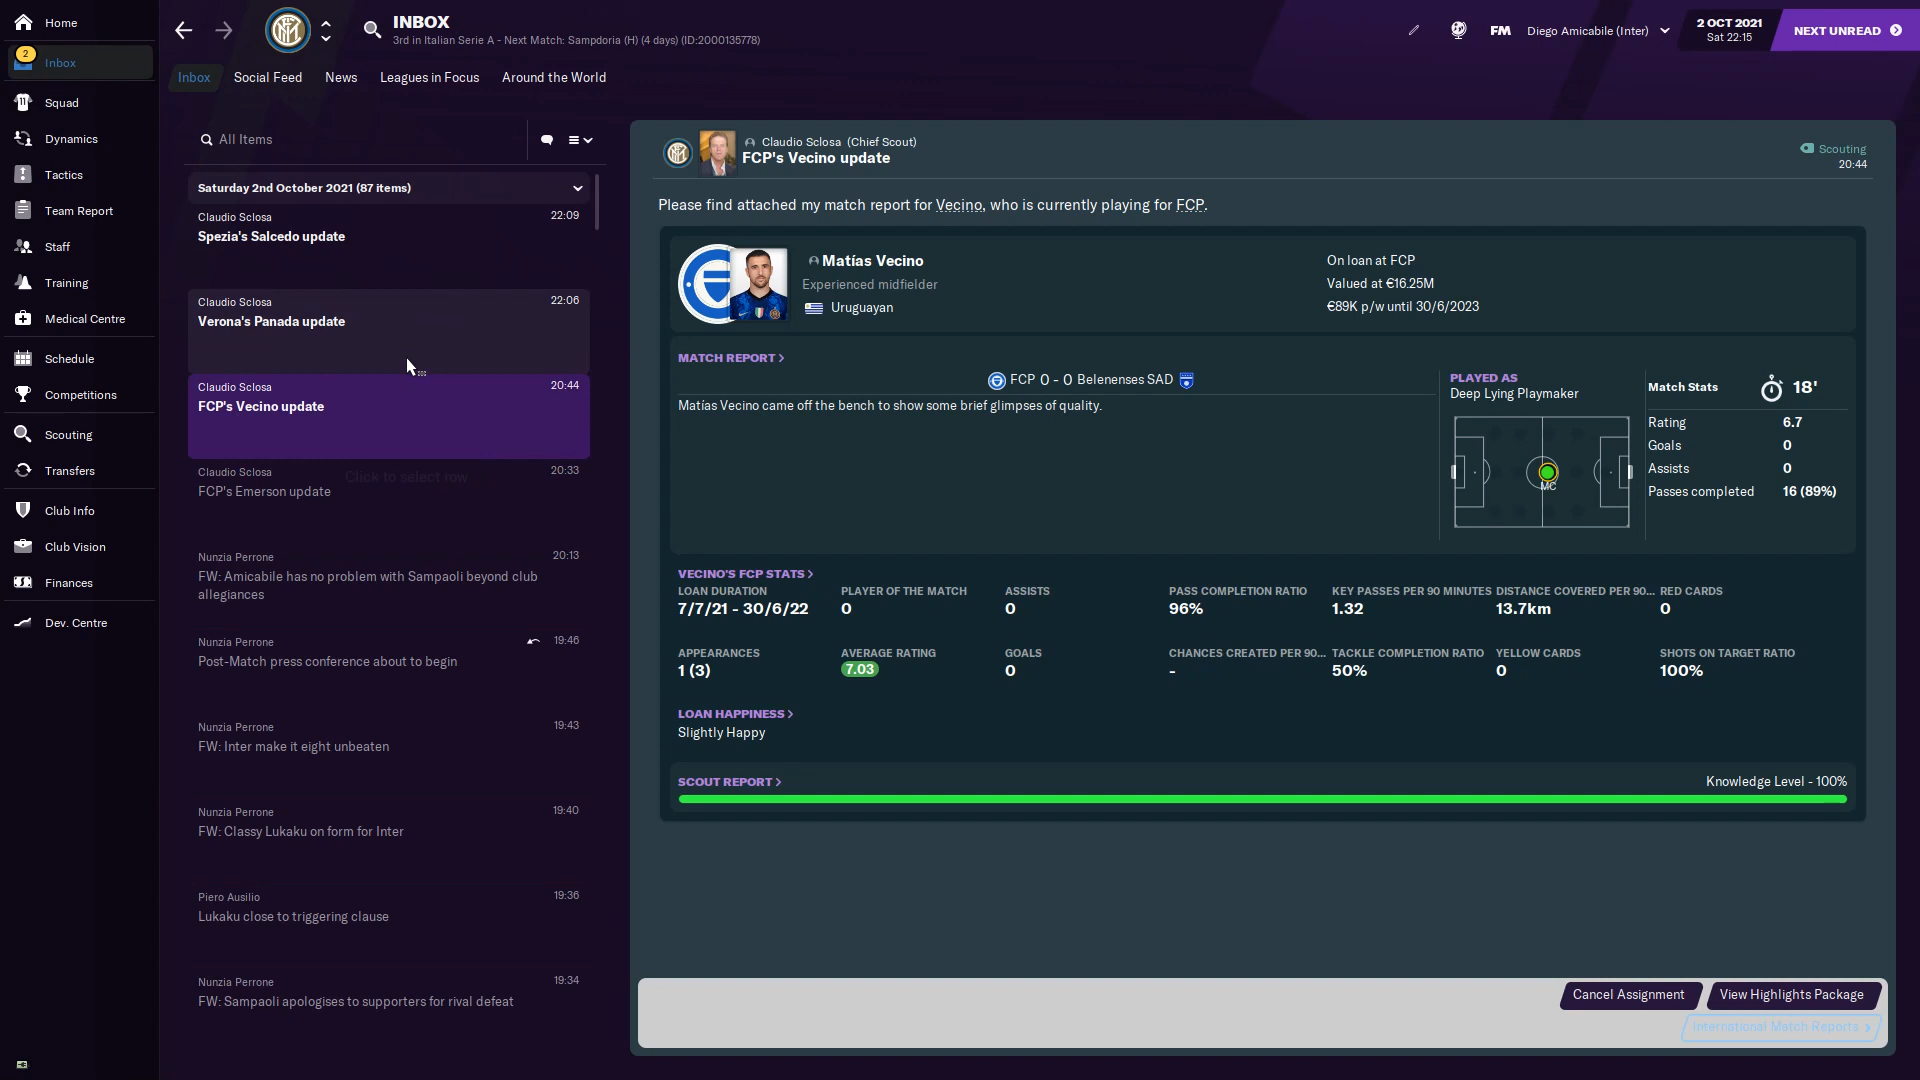 Home
2
Inbox
Squad
Dynamics
Tactics
Team Report
Staff
Training
Medical Centre
Schedule
Competitions
Scouting
Transfers
Club Info
Club Vision
Finances
Dev. Centre
INBOX
3rd in Italian Serie A - Next Match: Sampdoria (H) (4 days) (ID:2000135778)
FM
Diego Amicabile (Inter)
2 OCT 2021
Sat 22:15
NEXT UNREAD
Inbox
Social Feed
News
Leagues in Focus
Around the World
All Items
Saturday 2nd October 2021 (87 items)
Claudio Sclosa 22:09
Spezia's Salcedo update
Claudio Sclosa 22:06
Verona's Panada update
Claudio Sclosa 20:44
FCP's Vecino update
Claudio Sclosa 20:33
Click to select row
FCP's Emerson update
Nunzia Perrone 20:13
FW: Amicabile has no problem with Sampaoli beyond club
allegiances
Nunzia Perrone 19:46
Post-Match press conference about to begin
Nunzia Perrone 19:43
FW: Inter make it eight unbeaten
Nunzia Perrone 19:40
FW: Classy Lukaku on form for Inter
Piero Ausilio 19:36
Lukaku close to triggering clause
Nunzia Perrone 19:34
FW: Sampaoli apologises to supporters for rival defeat
Claudio Sclosa (Chief Scout)
FCP's Vecino update
Scouting
20:44
Please find attached my match report for Vecino, who is currently playing for FCP.
Matías Vecino
Experienced midfielder
Uruguayan
On loan at FCP
Valued at €16.25M
€89K p/w until 30/6/2023
MATCH REPORT >
FCP 0 - 0 Belenenses SAD
Matías Vecino came off the bench to show some brief glimpses of quality.
PLAYED AS
Deep Lying Playmaker
MC
Match Stats 18'
Rating 6.7
Goals 0
Assists 0
Passes completed 16 (89%)
VECINO'S FCP STATS >
LOAN DURATION PLAYER OF THE MATCH ASSISTS PASS COMPLETION RATIO KEY PASSES PER 90 MINUTES DISTANCE COVERED PER 90... RED CARDS
7/7/21 - 30/6/22 0 0 96% 1.32 13.7km 0
APPEARANCES AVERAGE RATING GOALS CHANCES CREATED PER 90... TACKLE COMPLETION RATIO YELLOW CARDS SHOTS ON TARGET RATIO
1 (3) 7.03 0 - 50% 0 100%
LOAN HAPPINESS >
Slightly Happy
SCOUT REPORT >
Knowledge Level - 100%
Cancel Assignment
View Highlights Package
International Match Reports >